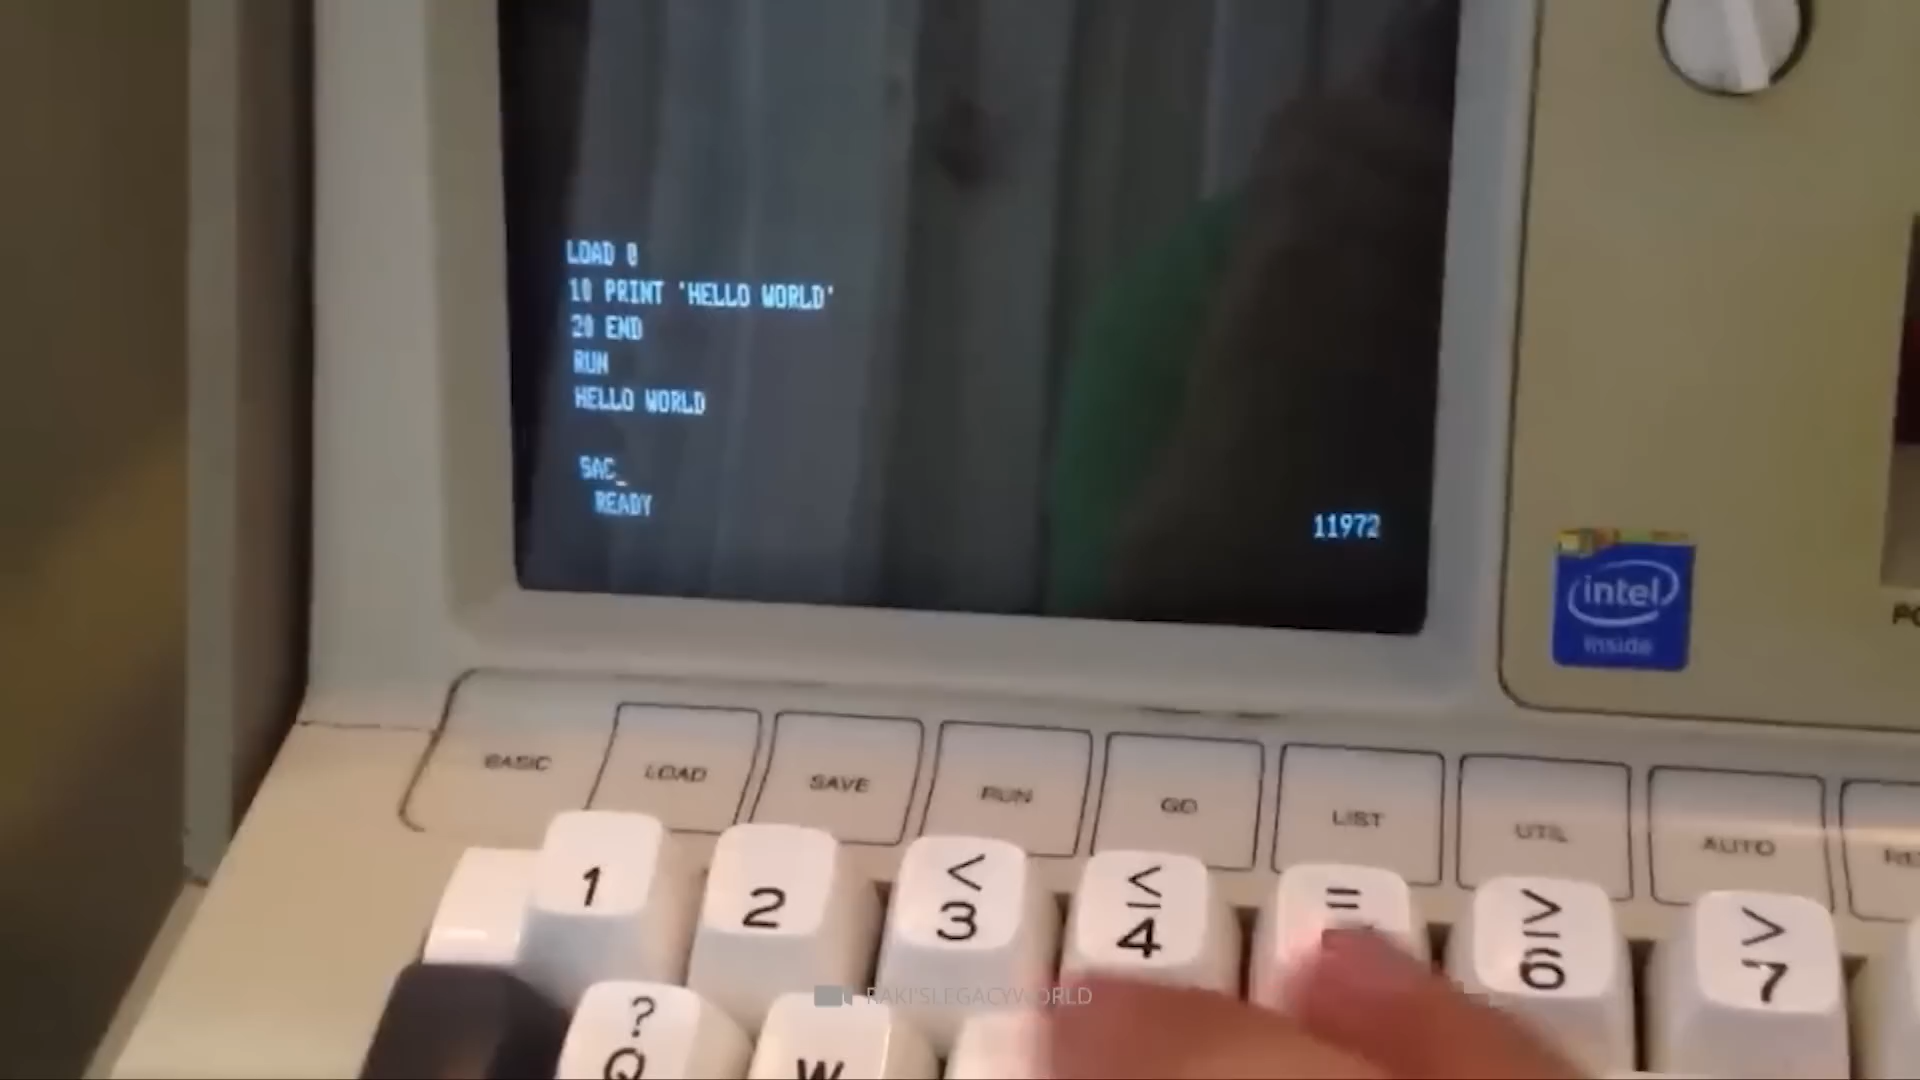 LOAD 0
10 PRINT 'HELLO WORLD'
20 END
RUN
HELLO WORLD
SAC_
READY
11972
intel
inside
BASIC
LOAD
SAVE
RUN
GO
LIST
UTIL
AUTO
1
2
<
3
≤
4
=
≥
6
>
7
?
Q
W
RAKI'SLEGACYWORLD